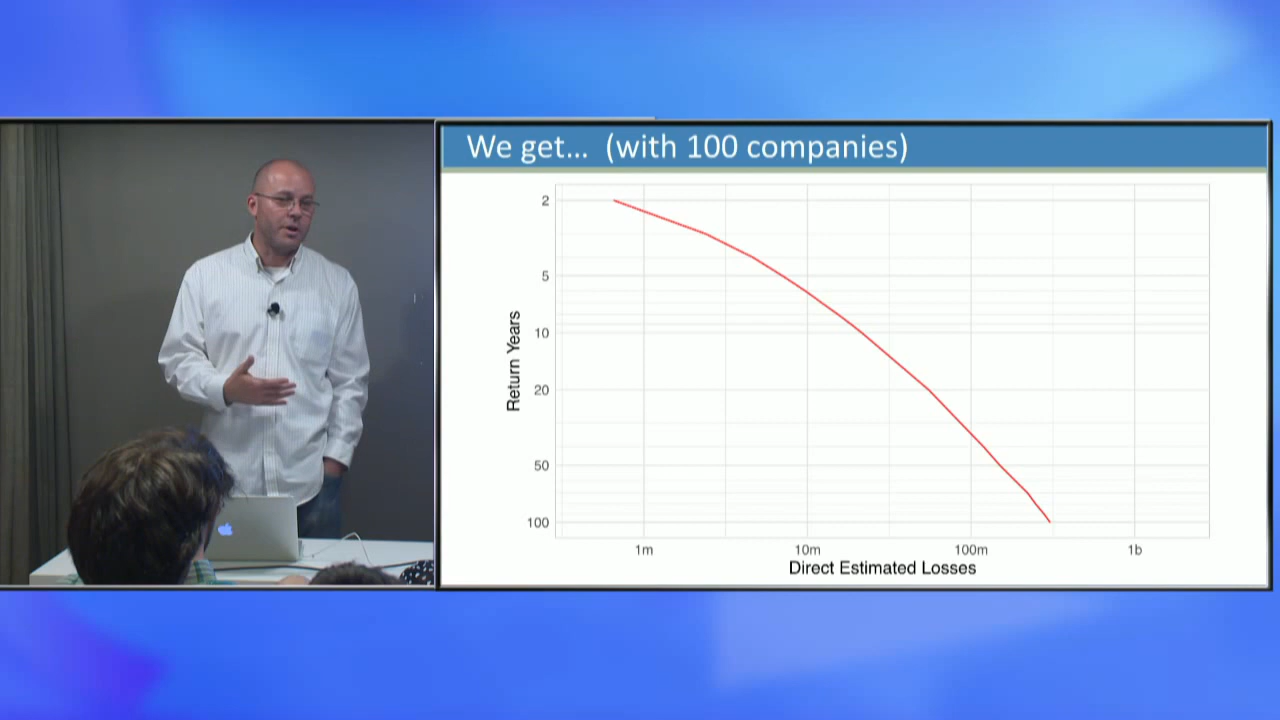 We get... (with 100 companies)
2
5
10
20
50
100
Return Years
1m 10m 100m 1b
Direct Estimated Losses